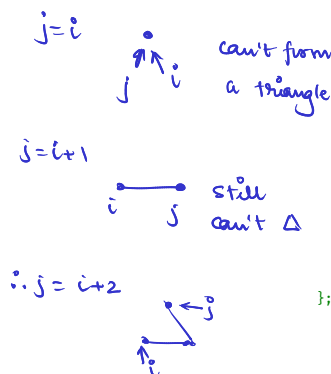 j=i
can't from
j i
a triangle
j=i+1
i j
still
can't Δ
∴ j = i+2
j
};
i